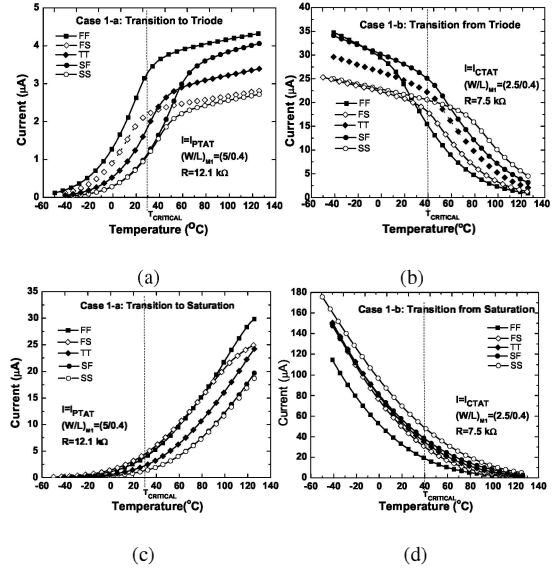 Case 1-a: Transition to Triode
FF
FS
TT
SF
SS
I=I_PTAT
(W/L)_M1=(5/0.4)
R=12.1 kΩ
Current (μA)
5
4
3
2
1
0
-60 -40 -20 0 20 40 60 80 100 120 140
T_CRITICAL
Temperature (°C)
(a)
Case 1-b: Transition from Triode
I=I_CTAT
(W/L)_M1=(2.5/0.4)
R=7.5 kΩ
FF
FS
TT
SF
SS
Current (μA)
40
35
30
25
20
15
10
5
0
-60 -40 -20 0 20 40 60 80 100 120 140
T_CRITICAL
Temperature(°C)
(b)
Case 1-a: Transition to Saturation
FF
FS
TT
SF
SS
I=I_PTAT
(W/L)_M1=(5/0.4)
R=12.1 kΩ
Current (μA)
35
30
25
20
15
10
5
0
-60 -40 -20 0 20 40 60 80 100 120 140
T_CRITICAL
Temperature(°C)
(c)
Case 1-b: Transition from Saturation
FF
FS
TT
SF
SS
I=I_CTAT
(W/L)_M1=(2.5/0.4)
R=7.5 kΩ
Current (μA)
180
160
140
120
100
80
60
40
20
0
-60 -40 -20 0 20 40 60 80 100 120 140
T_CRITICAL
Temperature(°C)
(d)